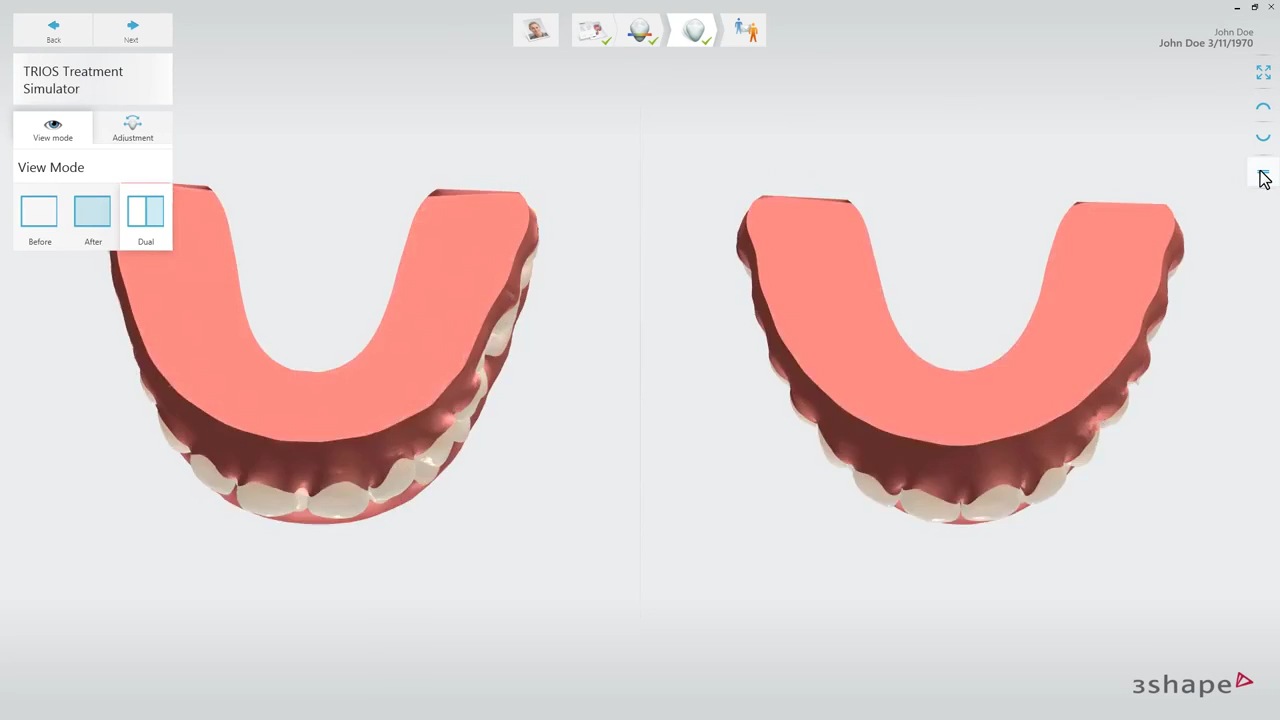 Back
Next
John Doe
John Doe 3/11/1970
TRIOS Treatment
Simulator
View mode
Adjustment
View Mode
Before
After
Dual
3shape